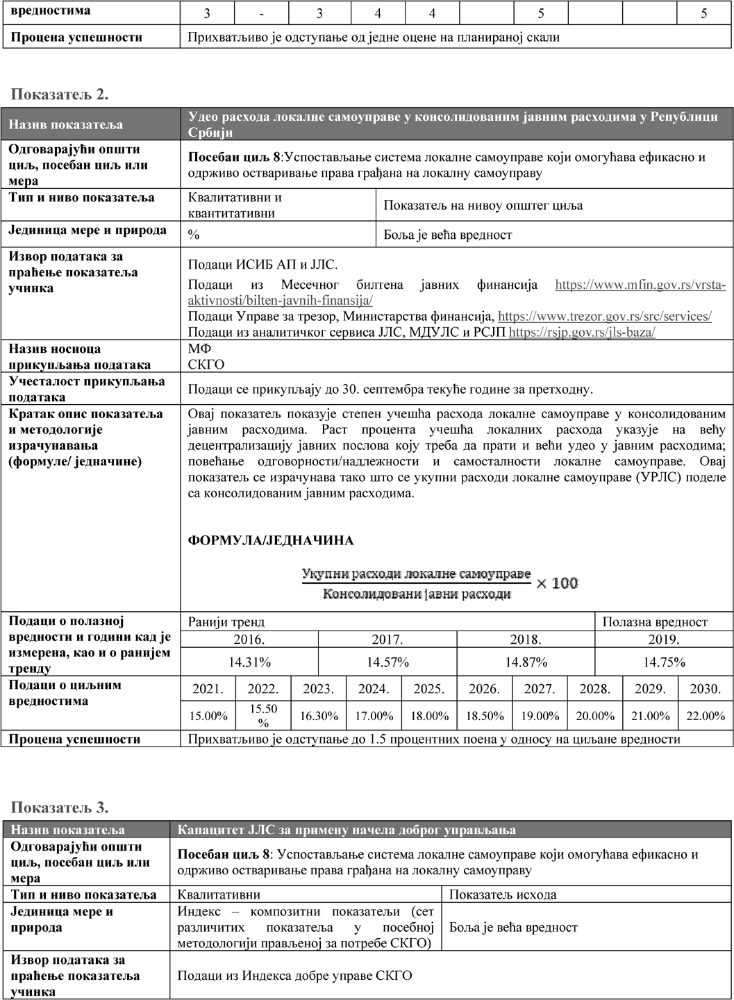 вредностима
3 - 3 4 4 5 5
Процена успешности Прихватљиво је одступање од једне оцене на планираној скали
Показатељ 2.
Назив показатеља
Удео расхода локалне самоуправе у консолидованим јавним расходима у Републици
Србији
Одговарајући општи
циљ, посебан циљ или
мера
Посебан циљ 8:Успостављање система локалне самоуправе који омогућава ефикасно и
одрживо остваривање права грађана на локалну самоуправу
Тип и ниво показатеља
Квалитативни и
квантитативни
Показатељ на нивоу општег циља
Јединица мере и природа
%
Боља је већа вредност
Извор података за
праћење показатеља
учинка
Подаци ИСИБ АП и ЈЛС.
Подаци из Месечног билтена јавних финансија https://www.mfin.gov.rs/vrsta-
aktivnosti/bilten-javnih-finansija/
Подаци Управе за трезор, Министарства финансија, https://www.trezor.gov.rs/src/services/
Подаци из аналитичког сервиса ЈЛС, МДУЛС и РСЈП https://rsjp.gov.rs/jls-baza/
Назив носиоца
прикупљања података
МФ
СКГО
Учесталост прикупљања
података
Подаци се прикупљају до 30. септембра текуће године за претходну.
Кратак опис показатеља
и методологије
израчунавања
(формуле/ једначине)
Овај показатељ показује степен учешћа расхода локалне самоуправе у консолидованим
јавним расходима. Раст процента учешћа локалних расхода указује на већу
децентрализацију јавних послова коју треба да прати и већи удео у јавним расходима;
повећање одговорности/надлежности и самосталности локалне самоуправе. Овај
показатељ се израчунава тако што се укупни расходи локалне самоуправе (УРЛС) поделе
са консолидованим јавним расходима.
ФОРМУЛА/ЈЕДНАЧИНА
Укупни расходи локалне самоуправе
× 100
Консолидовани јавни расходи
Подаци о полазној
вредности и години кад је
измерена, као и о ранијем
тренду
Ранији тренд Полазна вредност
2016. 2017. 2018. 2019.
14.31% 14.57% 14.87% 14.75%
Подаци о циљним
вредностима
2021. 2022. 2023. 2024. 2025. 2026. 2027. 2028. 2029. 2030.
15.00% 15.50 % 16.30% 17.00% 18.00% 18.50% 19.00% 20.00% 21.00% 22.00%
Процена успешности Прихватљиво је одступање до 1.5 процентних поена у односу на циљане вредности
Показатељ 3.
Назив показатеља Капацитет ЈЛС за примену начела доброг управљања
Одговарајући општи
циљ, посебан циљ или
мера
Посебан циљ 8: Успостављање система локалне самоуправе који омогућава ефикасно и
одрживо остваривање права грађана на локалну самоуправу
Тип и ниво показатеља Квалитативни Показатељ исхода
Јединица мере и
природа
Индекс – композитни показатељи (сет
различитих показатеља у посебној
методологији прављеној за потребе СКГО)
Боља је већа вредност
Извор података за
праћење показатеља
учинка
Подаци из Индекса добре управе СКГО